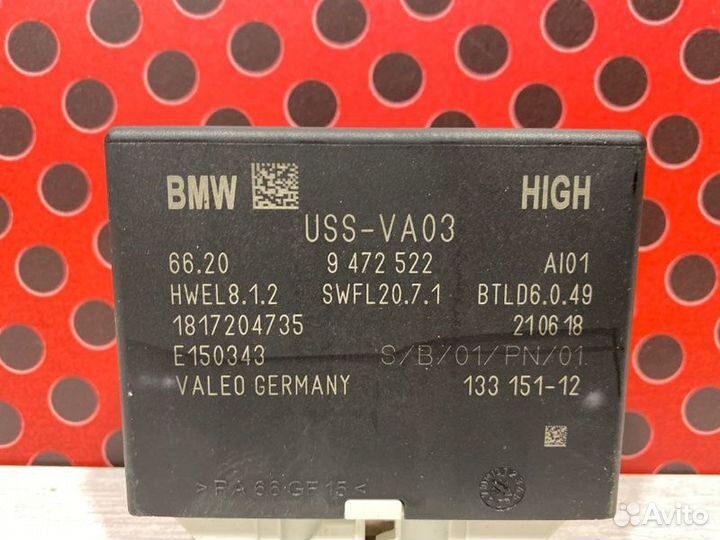 BMW HIGH
USS-VA03
66.20 9 472 522 AI01
HWEL8.1.2 SWFL20.7.1 BTLD6.0.49
1817204735 210618
E150343 S/B/01/PN/01
VALEO GERMANY 133 151-12
>PA 66 GF 15<
Avito